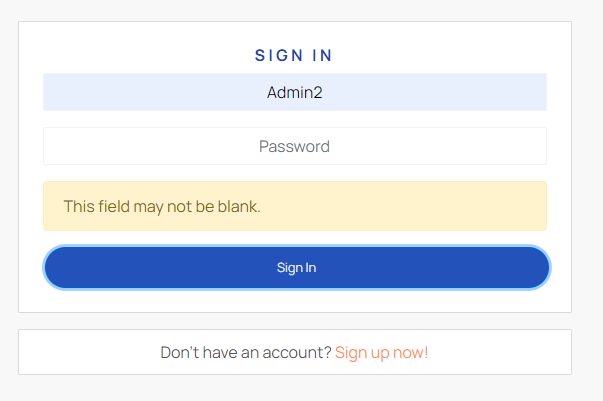 SIGN IN
Admin2
Password
This field may not be blank.
Sign In
Don't have an account? Sign up now!